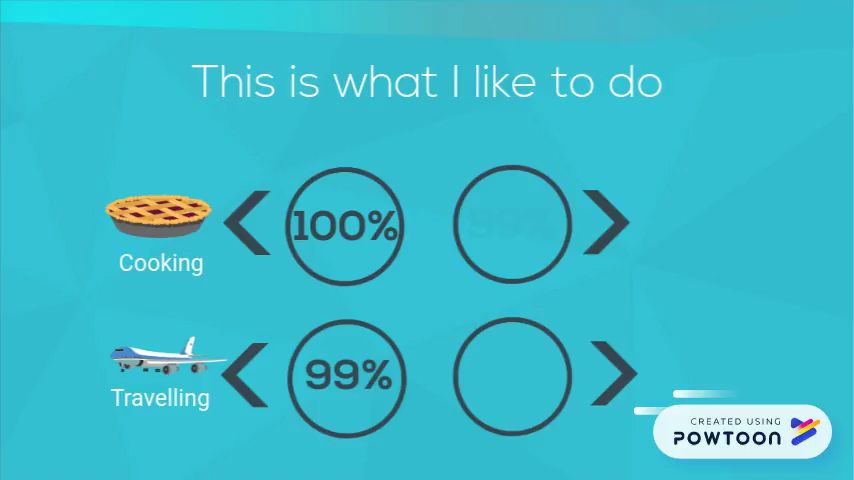 This is what I like to do
100%
Cooking
99%
Travelling
CREATED USING
POWTOON